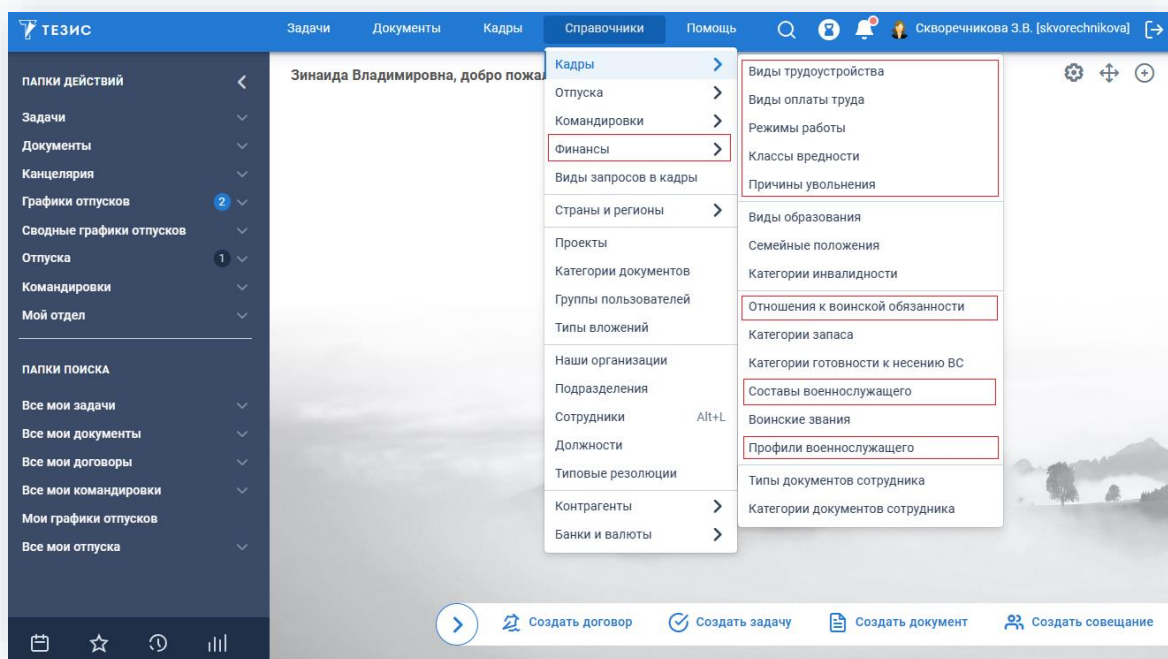 ТЕЗИС
Задачи
Документы
Кадры
Справочники
Помощь
Скворечникова З.В. [skvorechnikova]
ПАПКИ ДЕЙСТВИЙ
Задачи
Документы
Канцелярия
Графики отпусков 2
Сводные графики отпусков
Отпуска 1
Командировки
Мой отдел
ПАПКИ ПОИСКА
Все мои задачи
Все мои документы
Все мои договоры
Все мои командировки
Мои графики отпусков
Все мои отпуска
Зинаида Владимировна, добро
Кадры
Отпуска
Командировки
Финансы
Виды запросов в кадры
Страны и регионы
Проекты
Категории документов
Группы пользователей
Типы вложений
Наши организации
Подразделения
Сотрудники Alt+L
Должности
Типовые резолюции
Контрагенты
Банки и валюты
Виды трудоустройства
Виды оплаты труда
Режимы работы
Классы вредности
Причины увольнения
Виды образования
Семейные положения
Категории инвалидности
Отношения к воинской обязанности
Категории запаса
Категории готовности к несению ВС
Составы военнослужащего
Воинские звания
Профили военнослужащего
Типы документов сотрудника
Категории документов сотрудника
Создать договор
Создать задачу
Создать документ
Создать совещание